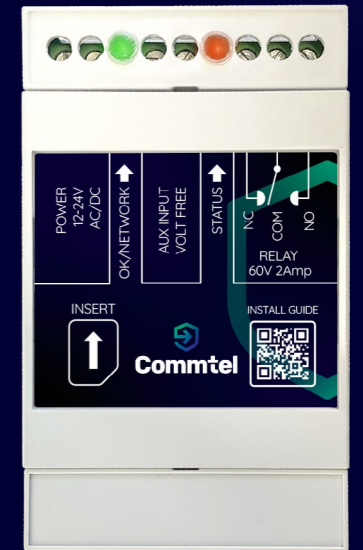 POWER
12-24V
AC/DC
OK/NETWORK
AUX INPUT
VOLT FREE
STATUS
NC
COM
NO
RELAY
60V 2Amp
INSERT
INSTALL GUIDE
Commtel